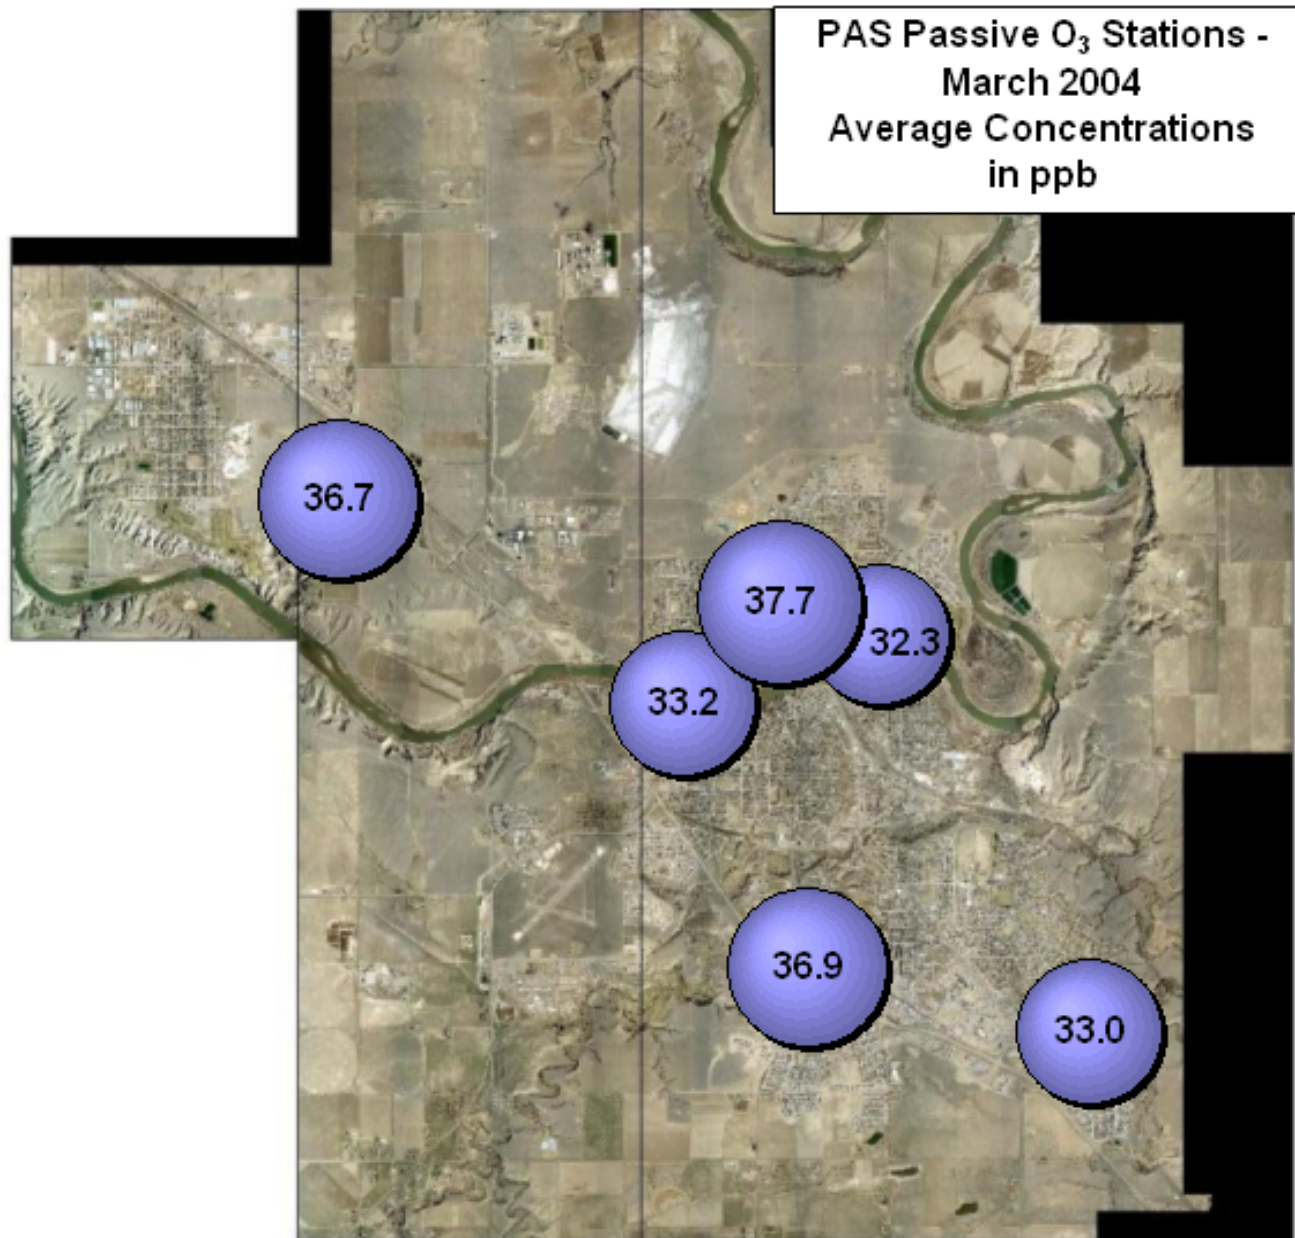 PAS Passive O₃ Stations -
March 2004
Average Concentrations
in ppb
36.7
37.7
32.3
33.2
36.9
33.0